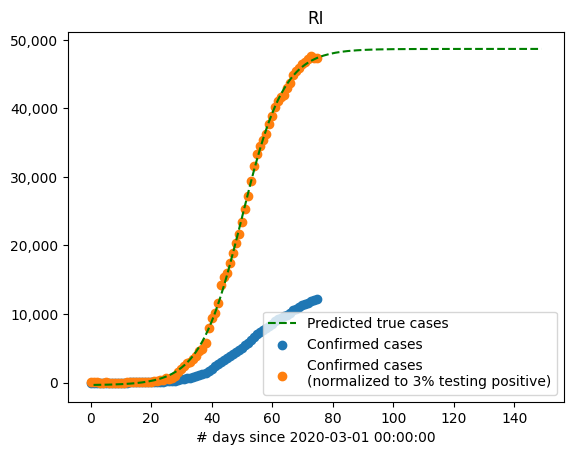 RI
50,000
40,000
30,000
20,000
10,000
0
Predicted true cases
Confirmed cases
Confirmed cases
(normalized to 3% testing positive)
0 20 40 60 80 100 120 140
# days since 2020-03-01 00:00:00